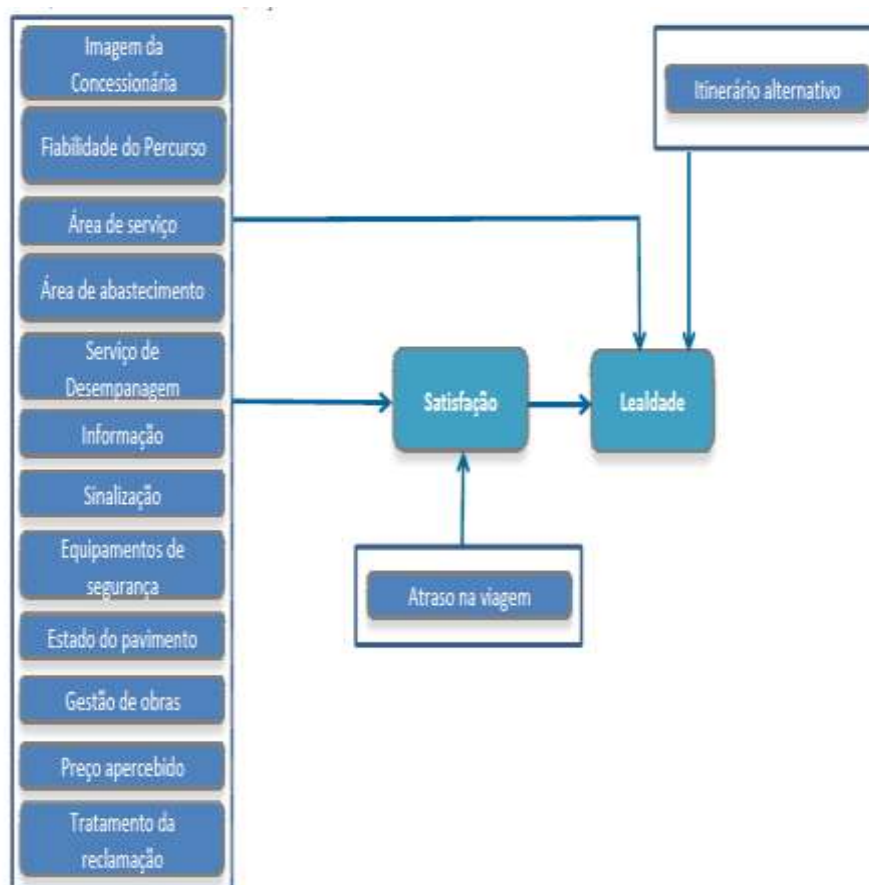 Imagem da
Concessionária
Fiabilidade do Percurso
Área de serviço
Área de abastecimento
Serviço de
Desempanagem
Informação
Sinalização
Equipamentos de
segurança
Estado do pavimento
Gestão de obras
Preço apercebido
Tratamento da
reclamação
Itinerário alternativo
Satisfação
Lealdade
Atraso na viagem